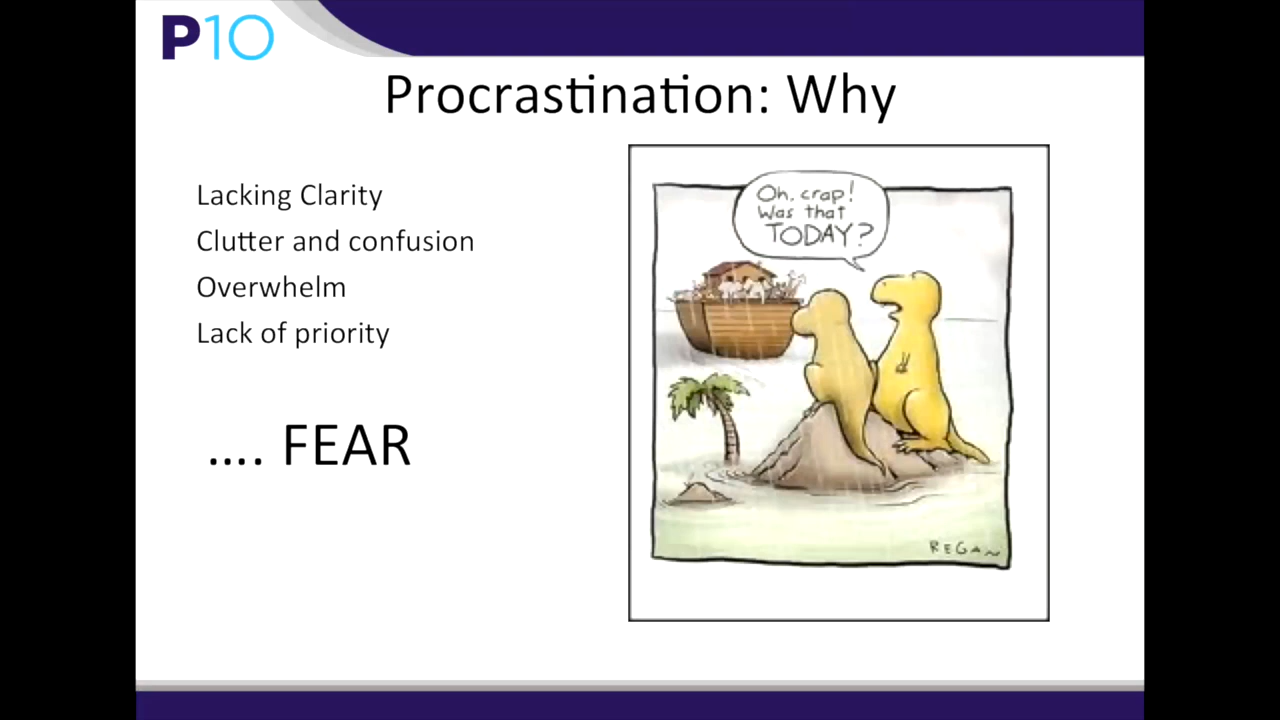 P10
Procrastination: Why
Lacking Clarity
Clutter and confusion
Overwhelm
Lack of priority
.... FEAR
Oh, crap!
Was that
TODAY?
REGAN